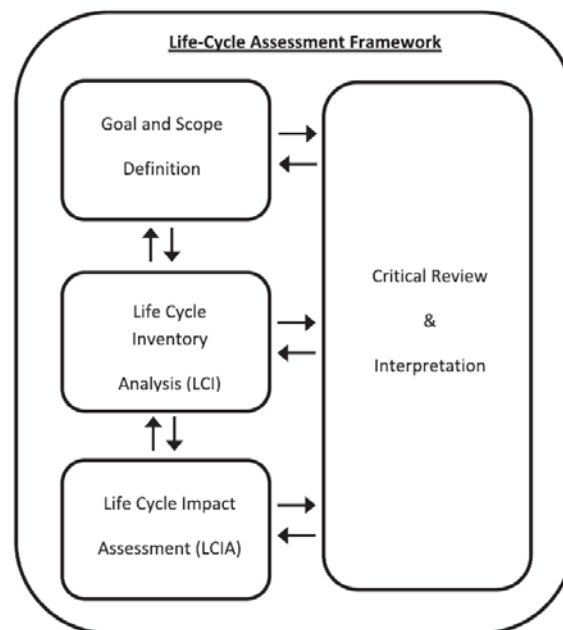 Life-Cycle Assessment Framework
Goal and Scope
Definition
Life Cycle
Inventory
Analysis (LCI)
Life Cycle Impact
Assessment (LCIA)
Critical Review
&
Interpretation